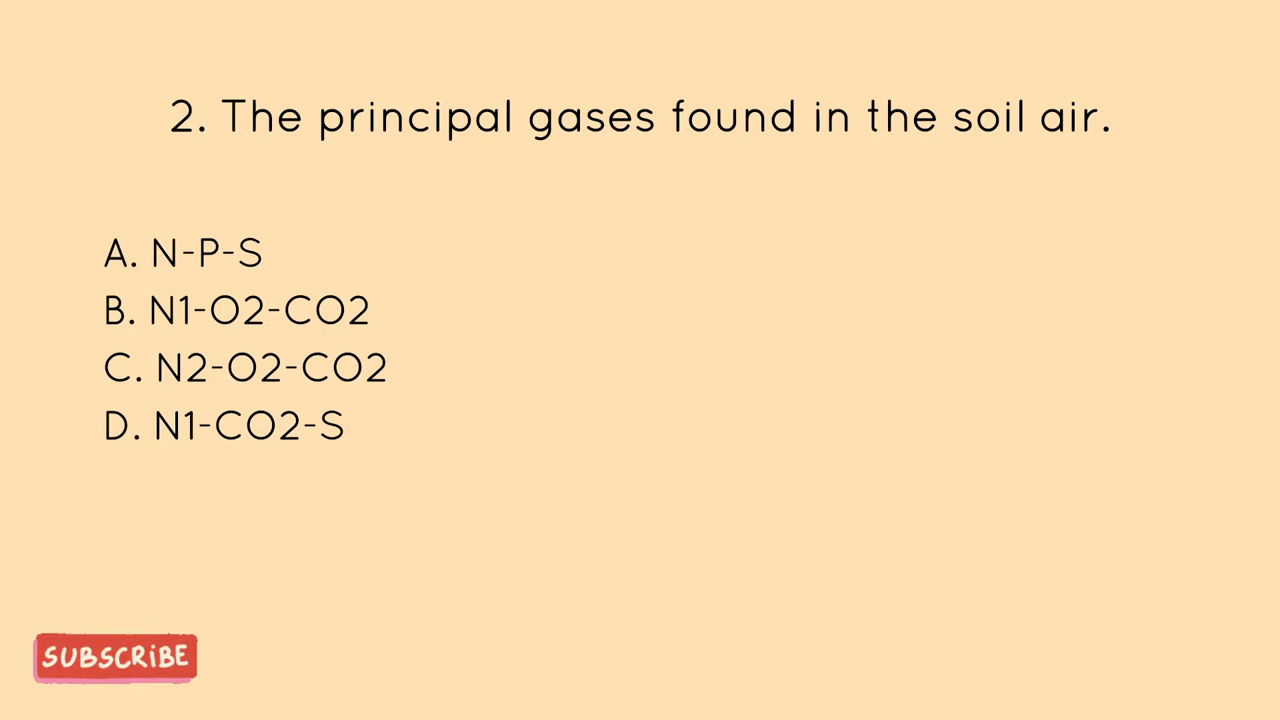 2. The principal gases found in the soil air.
A. N-P-S
B. N1-O2-CO2
C. N2-O2-CO2
D. N1-CO2-S
SUBSCRiBE